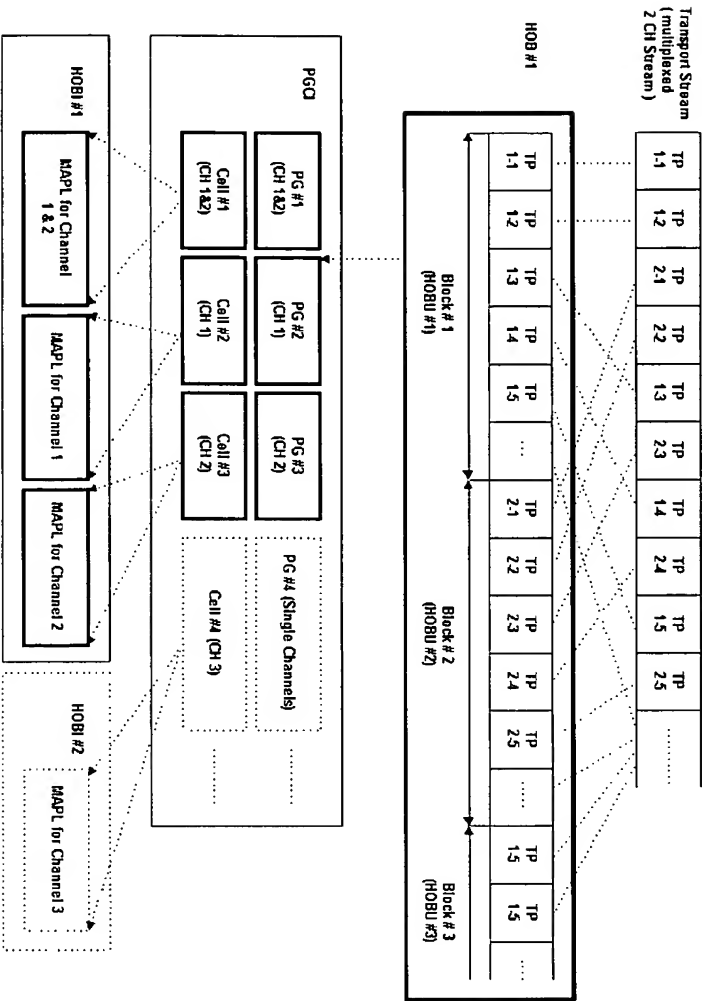 Transport Stream
( multiplexed
2 CH Stream )
TP
1-1
TP
1-2
TP
2-1
TP
2-2
TP
1-3
TP
2-3
TP
1-4
TP
2-4
TP
1-5
TP
2-5
......
HOB #1
TP
1-1
TP
1-2
TP
1-3
TP
1-4
TP
1-5
...
TP
2-1
TP
2-2
TP
2-3
TP
2-4
TP
2-5
......
TP
1-5
TP
1-5
...
Block # 1
(HOBU #1)
Block # 2
(HOBU #2)
Block # 3
(HOBU #3)
PGCI
PG #1
(CH 1&2)
PG #2
(CH 1)
PG #3
(CH 2)
PG #4 (Single Channels)
......
Cell #1
(CH 1&2)
Cell #2
(CH 1)
Cell #3
(CH 2)
Cell #4 (CH 3)
......
HOBI #1
MAPL for Channel
1 & 2
MAPL for Channel 1
MAPL for Channel 2
HOBI #2
MAPL for Channel 3